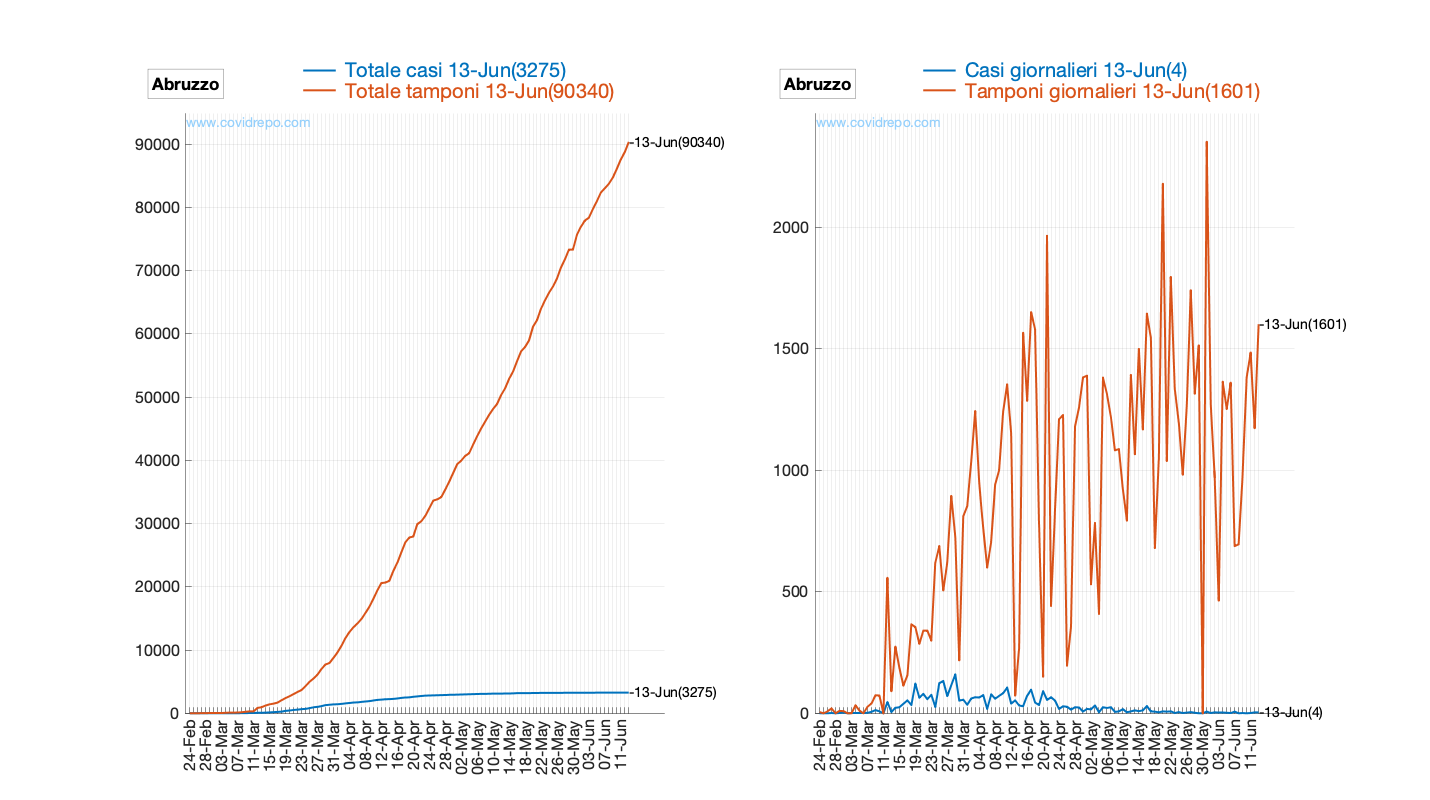 Abruzzo
Totale casi 13-Jun(3275)
Totale tamponi 13-Jun(90340)
www.covidrepo.com
90000
80000
70000
60000
50000
40000
30000
20000
10000
0
13-Jun(90340)
13-Jun(3275)
24-Feb
28-Feb
03-Mar
07-Mar
11-Mar
15-Mar
19-Mar
23-Mar
27-Mar
31-Mar
04-Apr
08-Apr
12-Apr
16-Apr
20-Apr
24-Apr
28-Apr
02-May
06-May
10-May
14-May
18-May
22-May
26-May
30-May
03-Jun
07-Jun
11-Jun
Abruzzo
Casi giornalieri 13-Jun(4)
Tamponi giornalieri 13-Jun(1601)
www.covidrepo.com
2000
1500
1000
500
0
13-Jun(1601)
13-Jun(4)
24-Feb
28-Feb
03-Mar
07-Mar
11-Mar
15-Mar
19-Mar
23-Mar
27-Mar
31-Mar
04-Apr
08-Apr
12-Apr
16-Apr
20-Apr
24-Apr
28-Apr
02-May
06-May
10-May
14-May
18-May
22-May
26-May
30-May
03-Jun
07-Jun
11-Jun